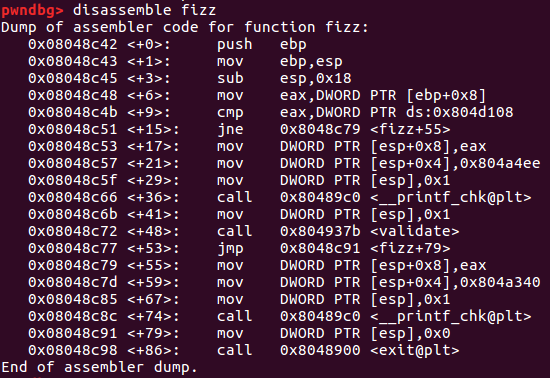 pwndbg> disassemble fizz
Dump of assembler code for function fizz:
   0x08048c42 <+0>:     push   ebp
   0x08048c43 <+1>:     mov    ebp,esp
   0x08048c45 <+3>:     sub    esp,0x18
   0x08048c48 <+6>:     mov    eax,DWORD PTR [ebp+0x8]
   0x08048c4b <+9>:     cmp    eax,DWORD PTR ds:0x804d108
   0x08048c51 <+15>:    jne    0x8048c79 <fizz+55>
   0x08048c53 <+17>:    mov    DWORD PTR [esp+0x8],eax
   0x08048c57 <+21>:    mov    DWORD PTR [esp+0x4],0x804a4ee
   0x08048c5f <+29>:    mov    DWORD PTR [esp],0x1
   0x08048c66 <+36>:    call   0x80489c0 <__printf_chk@plt>
   0x08048c6b <+41>:    mov    DWORD PTR [esp],0x1
   0x08048c72 <+48>:    call   0x804937b <validate>
   0x08048c77 <+53>:    jmp    0x8048c91 <fizz+79>
   0x08048c79 <+55>:    mov    DWORD PTR [esp+0x8],eax
   0x08048c7d <+59>:    mov    DWORD PTR [esp+0x4],0x804a340
   0x08048c85 <+67>:    mov    DWORD PTR [esp],0x1
   0x08048c8c <+74>:    call   0x80489c0 <__printf_chk@plt>
   0x08048c91 <+79>:    mov    DWORD PTR [esp],0x0
   0x08048c98 <+86>:    call   0x8048900 <exit@plt>
End of assembler dump.